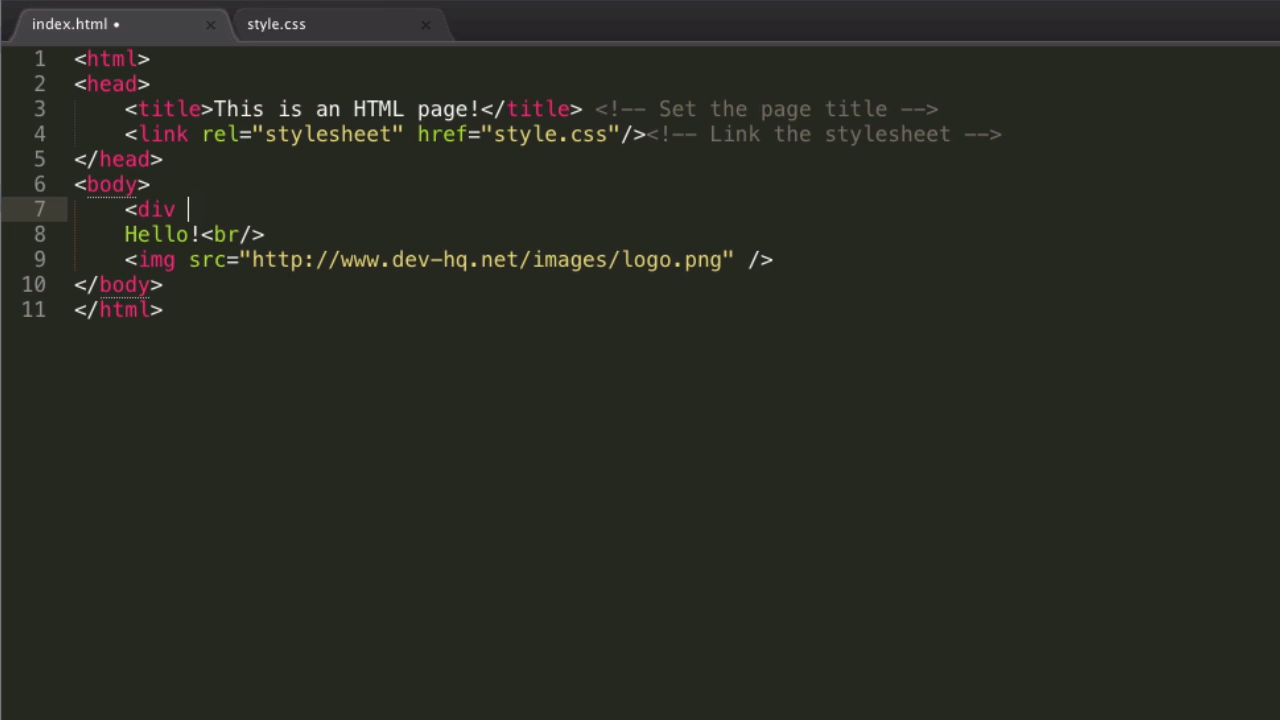 index.html • × style.css ×
1 <html>
2 <head>
3 <title>This is an HTML page!</title> <!-- Set the page title -->
4 <link rel="stylesheet" href="style.css"/><!-- Link the stylesheet -->
5 </head>
6 <body>
7 <div
8 Hello!<br/>
9 <img src="http://www.dev-hq.net/images/logo.png" />
10 </body>
11 </html>